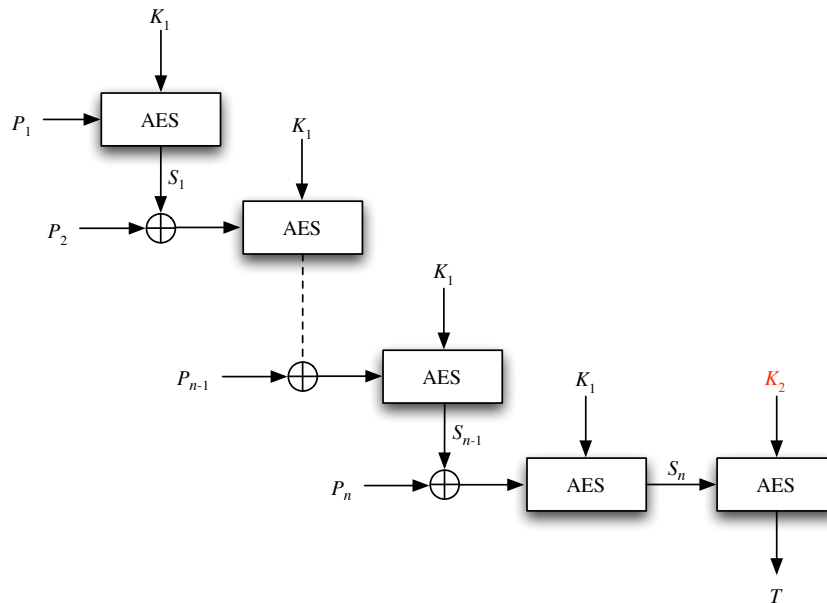 K₁
AES
P₁
S₁
K₁
P₂
AES
K₁
Pₙ₋₁
AES
K₁
K₂
Sₙ₋₁
Pₙ
AES
Sₙ
AES
T